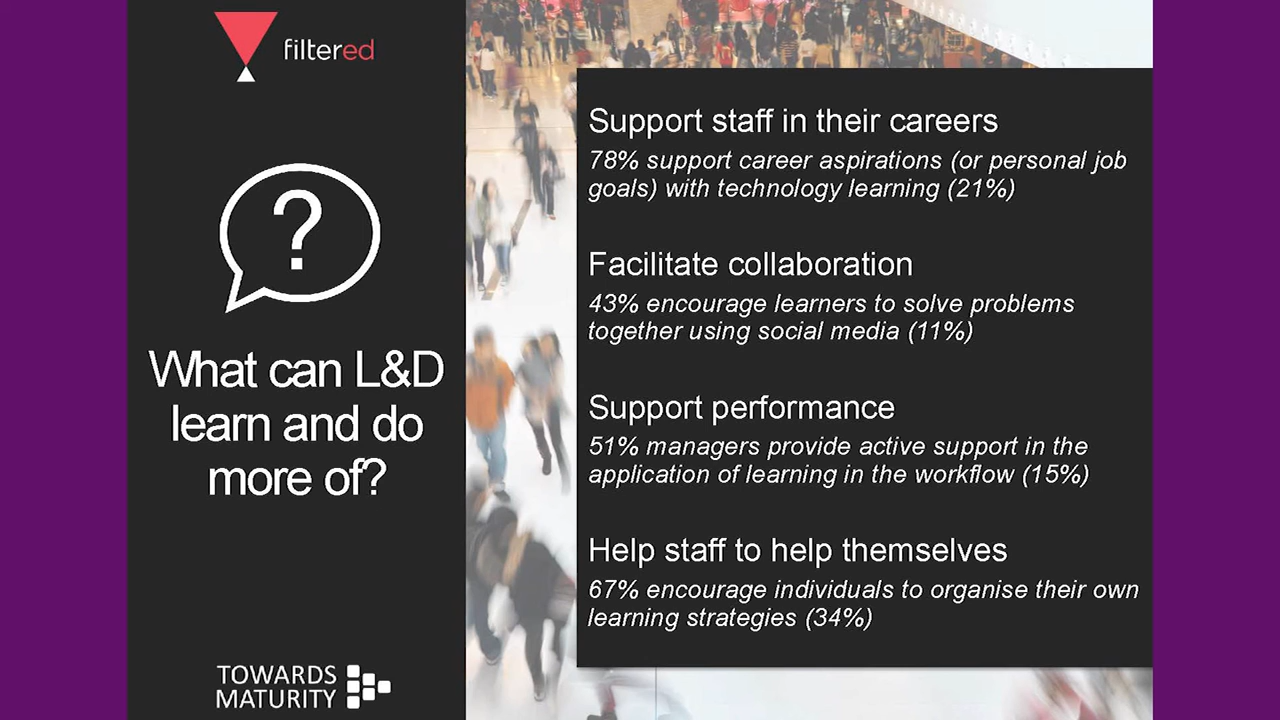 filtered
?
What can L&D
learn and do
more of?
TOWARDS
MATURITY
Support staff in their careers
78% support career aspirations (or personal job
goals) with technology learning (21%)
Facilitate collaboration
43% encourage learners to solve problems
together using social media (11%)
Support performance
51% managers provide active support in the
application of learning in the workflow (15%)
Help staff to help themselves
67% encourage individuals to organise their own
learning strategies (34%)